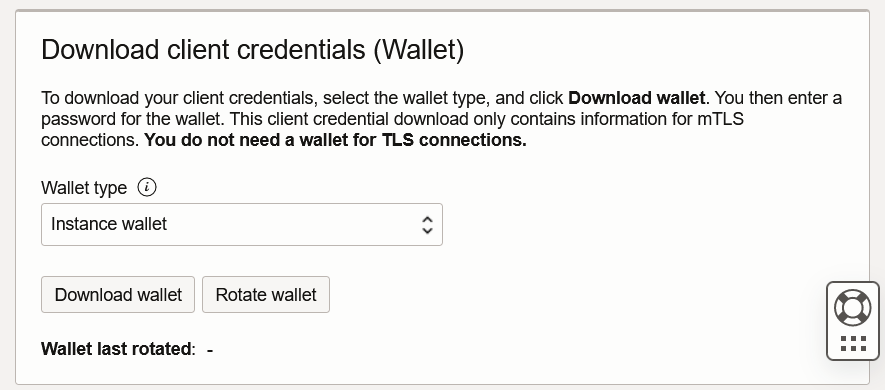 Download client credentials (Wallet)
To download your client credentials, select the wallet type, and click Download wallet. You then enter a
password for the wallet. This client credential download only contains information for mTLS
connections. You do not need a wallet for TLS connections.
Wallet type i
Instance wallet
Download wallet Rotate wallet
Wallet last rotated: -